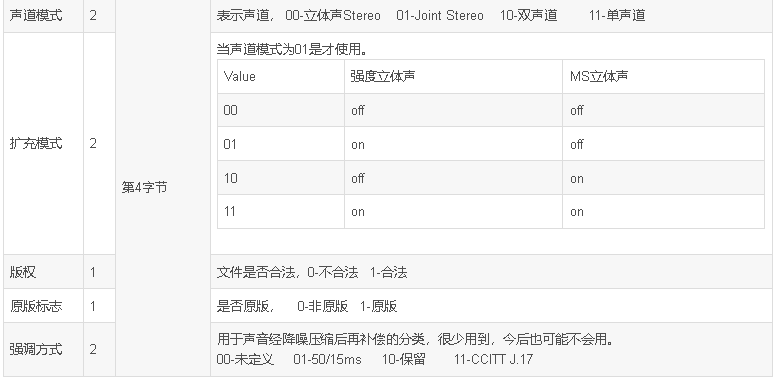 声道模式 2 表示声道， 00-立体声Stereo 01-Joint Stereo 10-双声道 11-单声道
当声道模式为01是才使用。
Value 强度立体声 MS立体声
00 off off
01 on off
扩充模式 2
10 off on
第4字节
11 on on
版权 1 文件是否合法，0-不合法 1-合法
原版标志 1 是否原版， 0-非原版 1-原版
用于声音经降噪压缩后再补偿的分类，很少用到，今后也可能不会用。
强调方式 2
00-未定义 01-50/15ms 10-保留 11-CCITT J.17